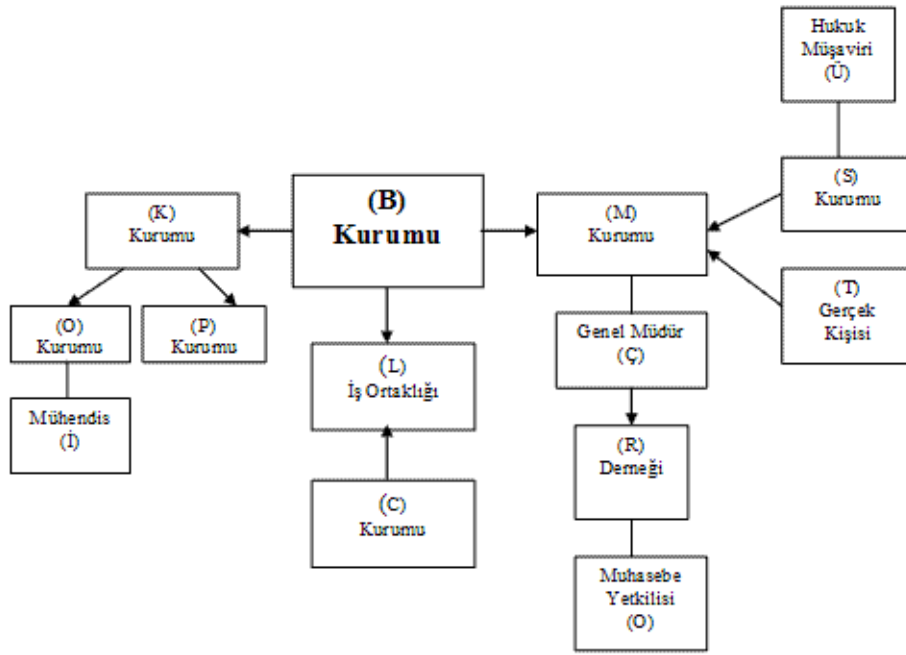 Hukuk
Müşaviri
(Ü)
(S)
Kurumu
(B)
Kurumu
(K)
Kurumu
(M)
Kurumu
(T)
Gerçek
Kişisi
(O)
Kurumu
(P)
Kurumu
Genel Müdür
(Ç)
(L)
İş Ortaklığı
Mühendis
(İ)
(R)
Derneği
(C)
Kurumu
Muhasebe
Yetkilisi
(O)